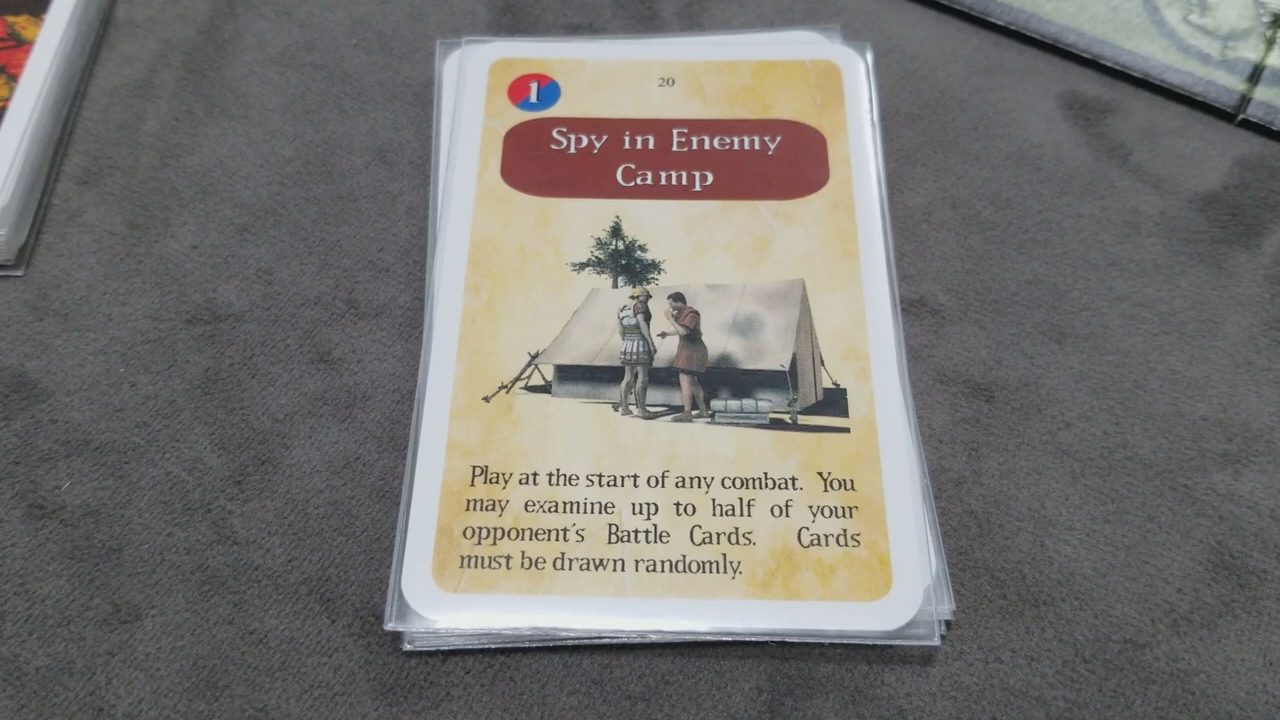 1
20
Spy in Enemy
Camp
Play at the start of any combat. You
may examine up to half of your
opponent's Battle Cards. Cards
must be drawn randomly.